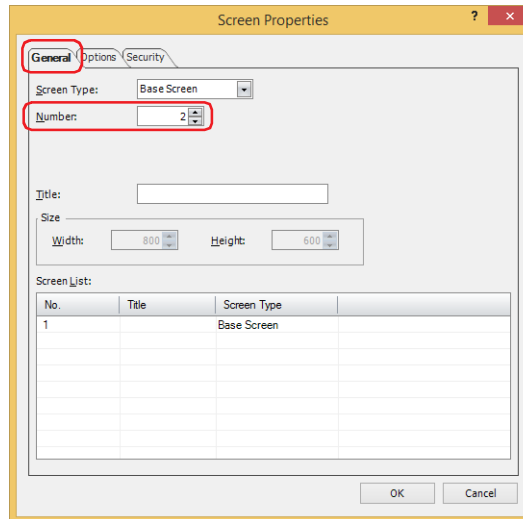 Screen Properties
? ×
General Options Security
Screen Type: Base Screen
Number: 2
Title:
Size
Width: 800 Height: 600
Screen List:
No. Title Screen Type
1 Base Screen
OK Cancel